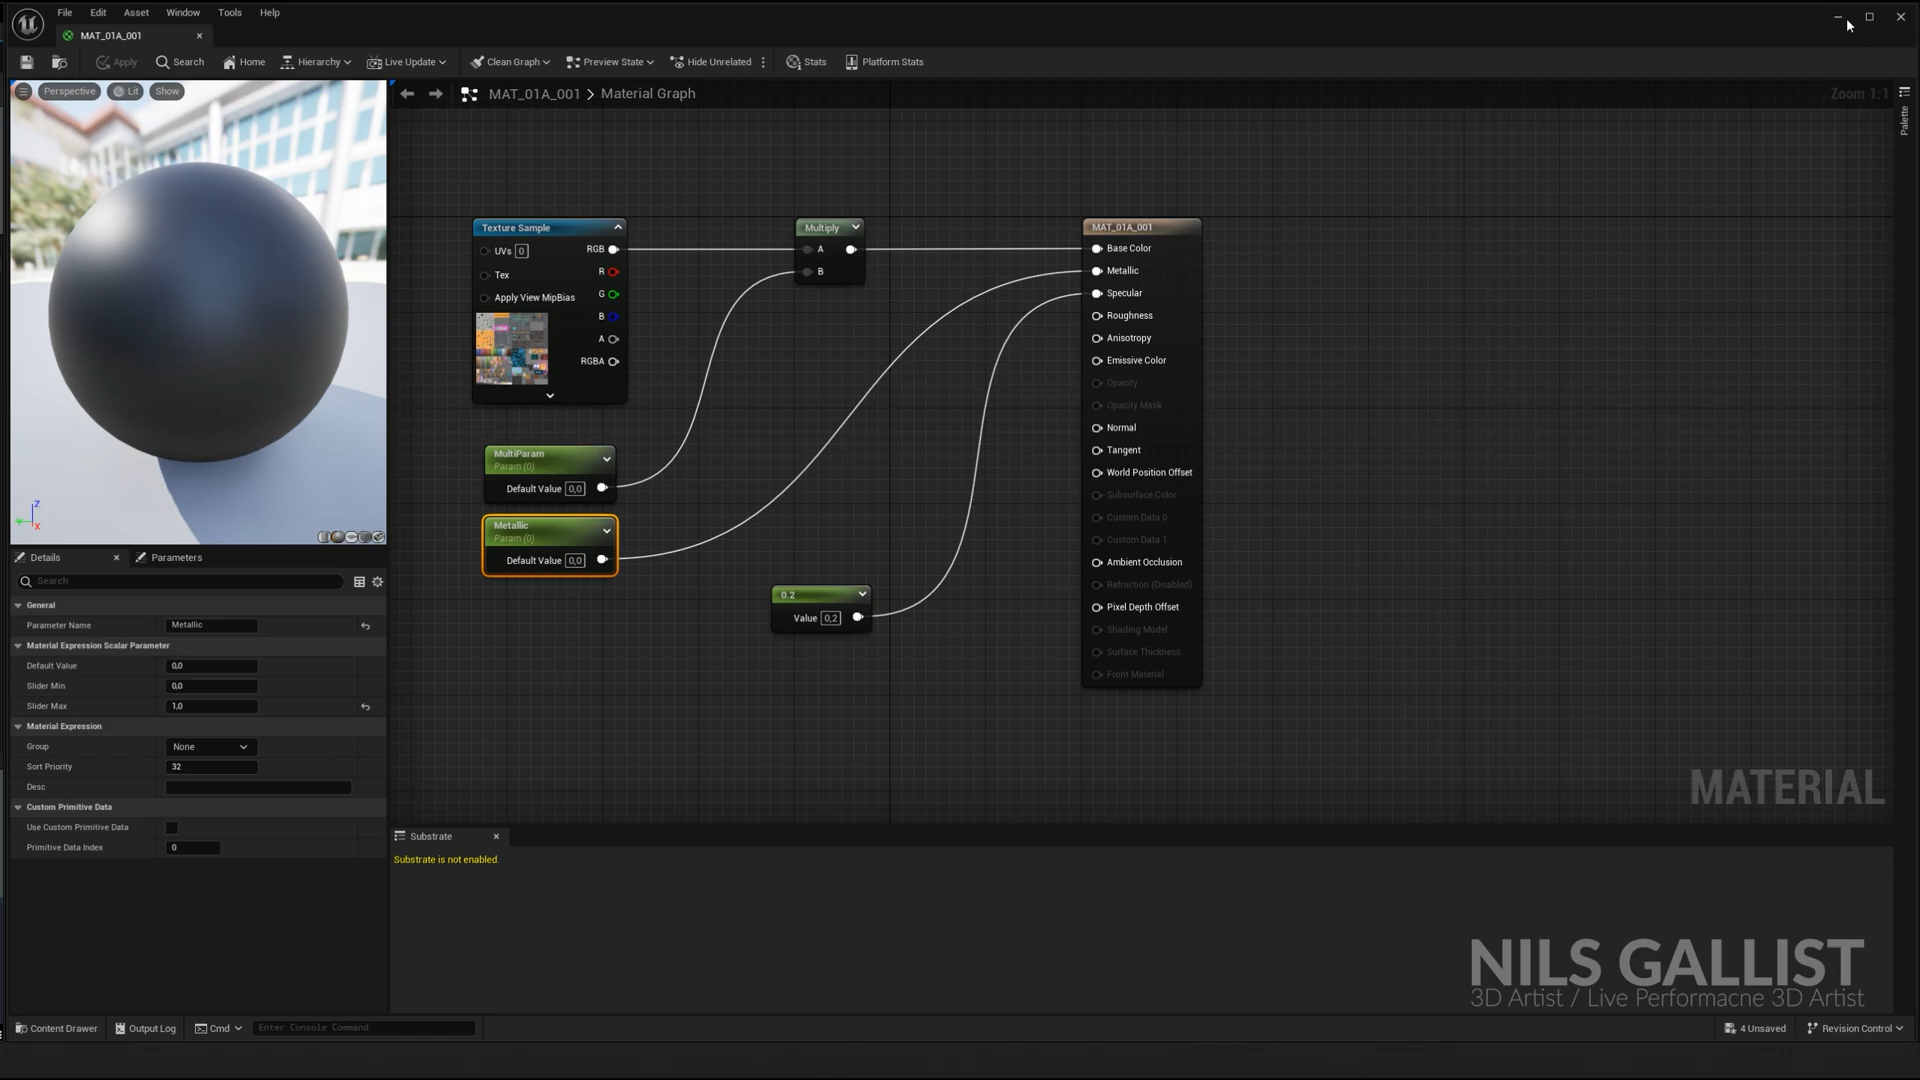 File Edit Asset Window Tools Help
MAT_01A_001
Apply Search Home Hierarchy Live Update Clean Graph Preview State Hide Unrelated Stats Platform Stats
Perspective Lit Show
MAT_01A_001 > Material Graph
Zoom 1:1
Palette
Texture Sample
UVs 0 RGB
R
Tex
G
Apply View MipBias
B
A
RGBA
Multiply
A
B
MAT_01A_001
Base Color
Metallic
Specular
Roughness
Anisotropy
Emissive Color
Opacity
Opacity Mask
Normal
Tangent
World Position Offset
Subsurface Color
Custom Data 0
Custom Data 1
Ambient Occlusion
Refraction (Disabled)
Pixel Depth Offset
Shading Model
Surface Thickness
Front Material
MultiParam
Param (0)
Default Value 0,0
Metallic
Param (0)
Default Value 0,0
0.2
Value 0,2
Z
Y
X
Details Parameters
Search
General
Parameter Name Metallic
Material Expression Scalar Parameter
Default Value 0,0
Slider Min 0,0
Slider Max 1,0
Material Expression
Group None
Sort Priority 32
Desc
Custom Primitive Data
Use Custom Primitive Data
Primitive Data Index 0
MATERIAL
Substrate
Substrate is not enabled.
NILS GALLIST
3D Artist / Live Performacne 3D Artist
Content Drawer Output Log Cmd Enter Console Command
4 Unsaved Revision Control